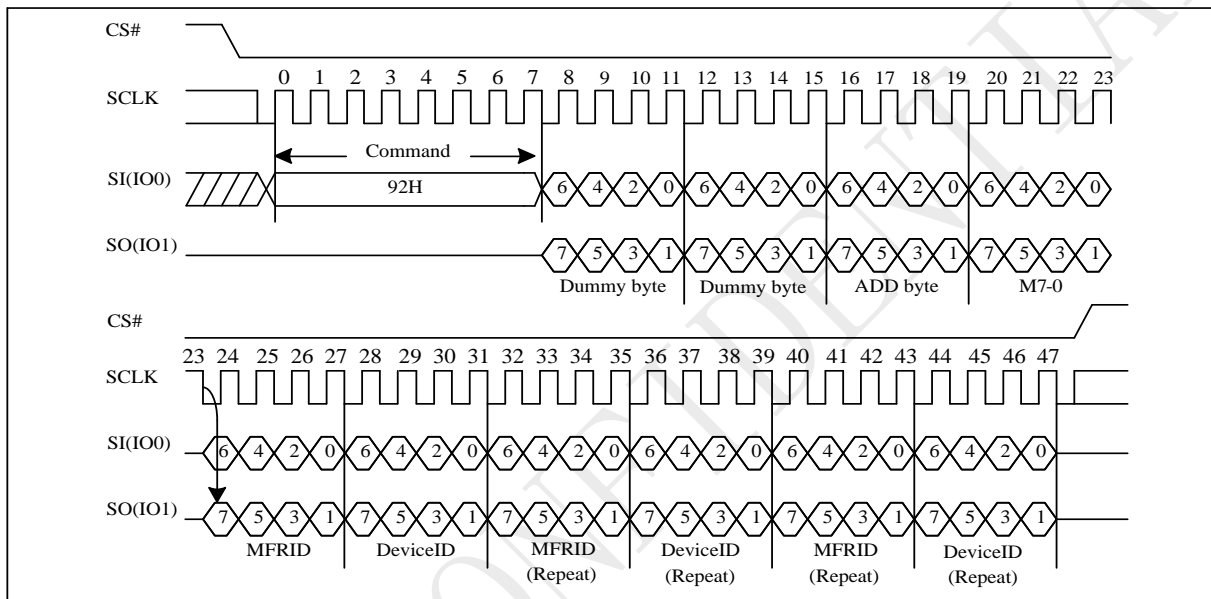 CS#
0 1 2 3 4 5 6 7 8 9 10 11 12 13 14 15 16 17 18 19 20 21 22 23
SCLK
Command
SI(IO0)
92H
6 4 2 0 6 4 2 0 6 4 2 0 6 4 2 0
SO(IO1)
7 5 3 1 7 5 3 1 7 5 3 1 7 5 3 1
Dummy byte Dummy byte ADD byte M7-0
CS#
23 24 25 26 27 28 29 30 31 32 33 34 35 36 37 38 39 40 41 42 43 44 45 46 47
SCLK
SI(IO0)
6 4 2 0 6 4 2 0 6 4 2 0 6 4 2 0 6 4 2 0 6 4 2 0
SO(IO1)
7 5 3 1 7 5 3 1 7 5 3 1 7 5 3 1 7 5 3 1 7 5 3 1
MFRID DeviceID MFRID DeviceID MFRID DeviceID
(Repeat) (Repeat) (Repeat) (Repeat)